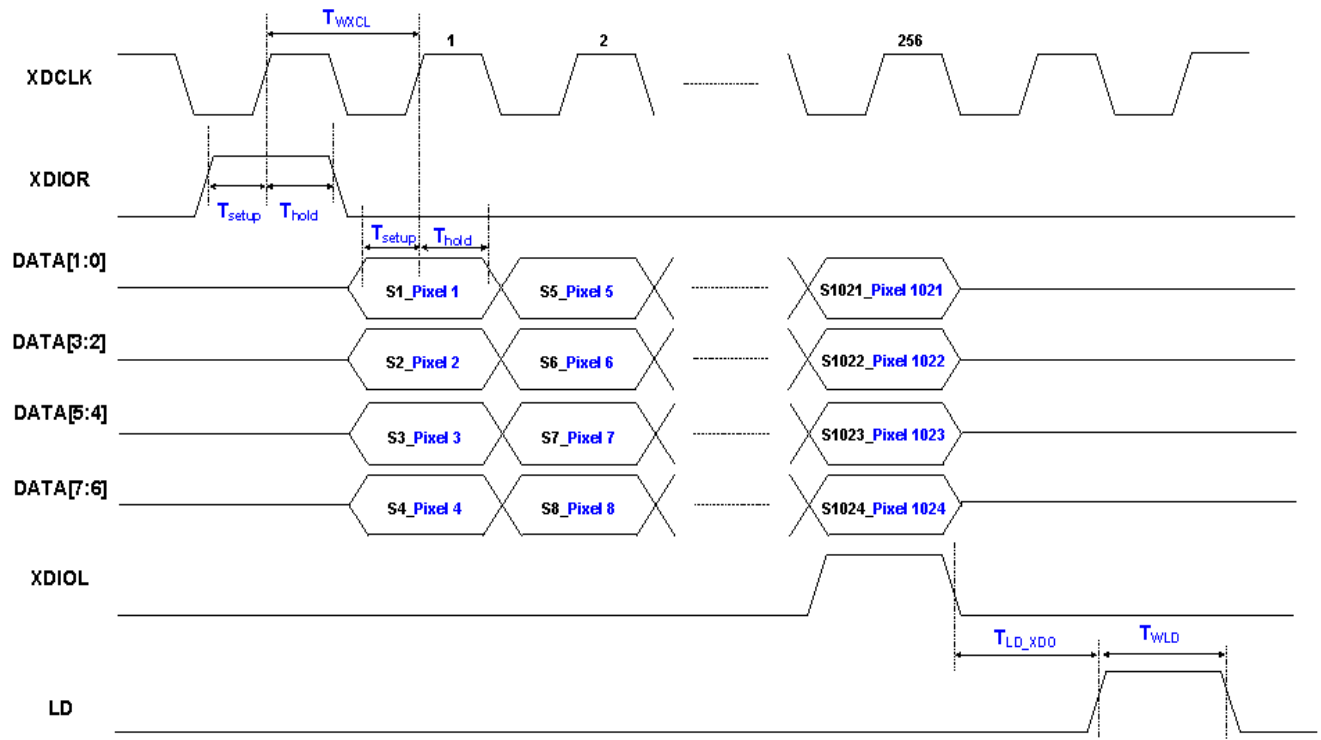 T WXCL
1 2 256
XDCLK
XDIOR
Tsetup Thold
Tsetup Thold
DATA[1:0]
S1_Pixel 1 S5_Pixel 5 S1021_Pixel 1021
DATA[3:2]
S2_Pixel 2 S6_Pixel 6 S1022_Pixel 1022
DATA[5:4]
S3_Pixel 3 S7_Pixel 7 S1023_Pixel 1023
DATA[7:6]
S4_Pixel 4 S8_Pixel 8 S1024_Pixel 1024
XDIOL
TLD_XDO TWLD
LD